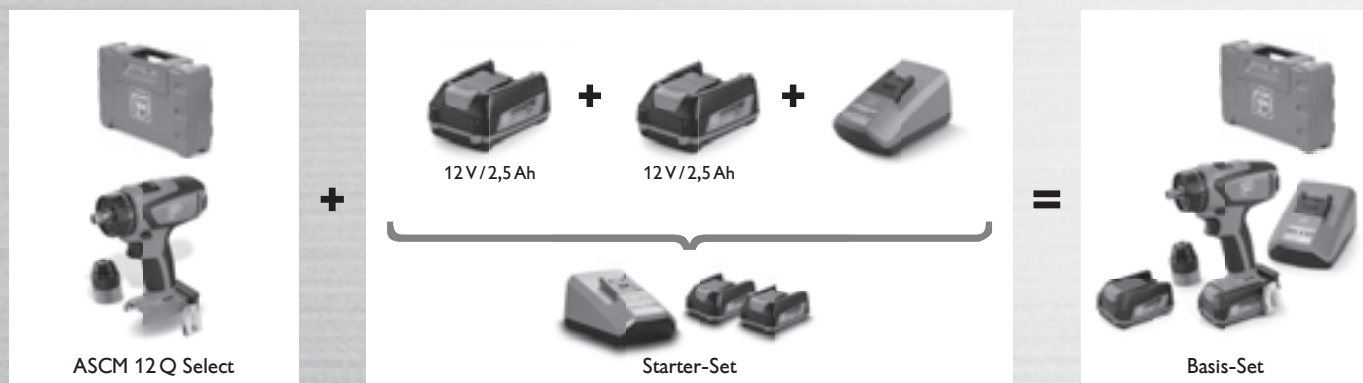 + +
12 V / 2,5 Ah 12 V / 2,5 Ah
+ =
ASCM 12 Q Select Starter-Set Basis-Set